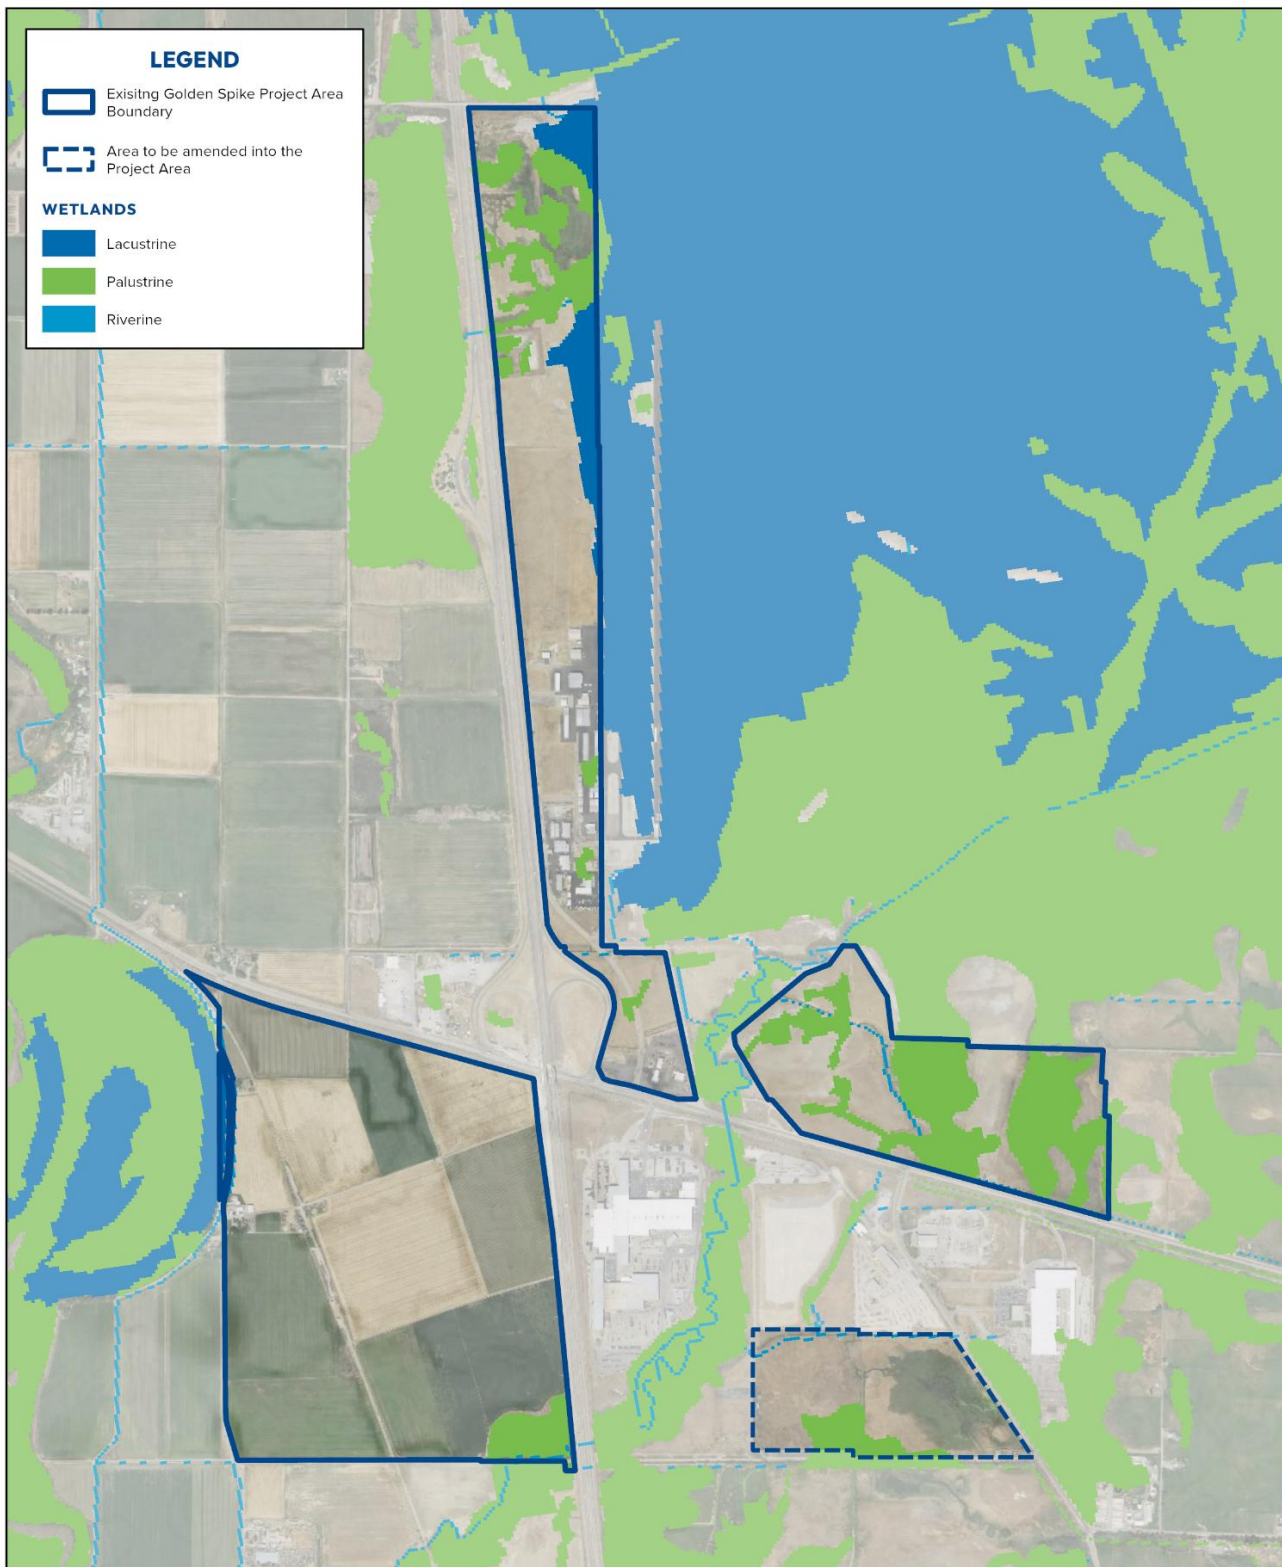 LEGEND
Exisitng Golden Spike Project Area
Boundary
Area to be amended into the
Project Area
WETLANDS
Lacustrine
Palustrine
Riverine